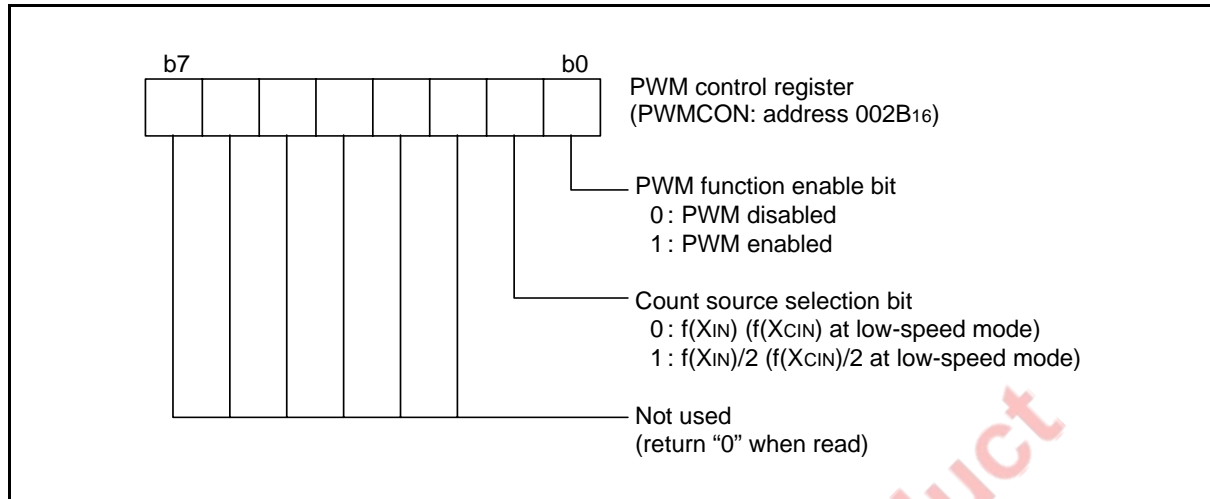 b7 b0
PWM control register
(PWMCON: address 002B16)
PWM function enable bit
0 : PWM disabled
1 : PWM enabled
Count source selection bit
0 : f(XIN) (f(XCIN) at low-speed mode)
1 : f(XIN)/2 (f(XCIN)/2 at low-speed mode)
Not used
(return “0” when read)